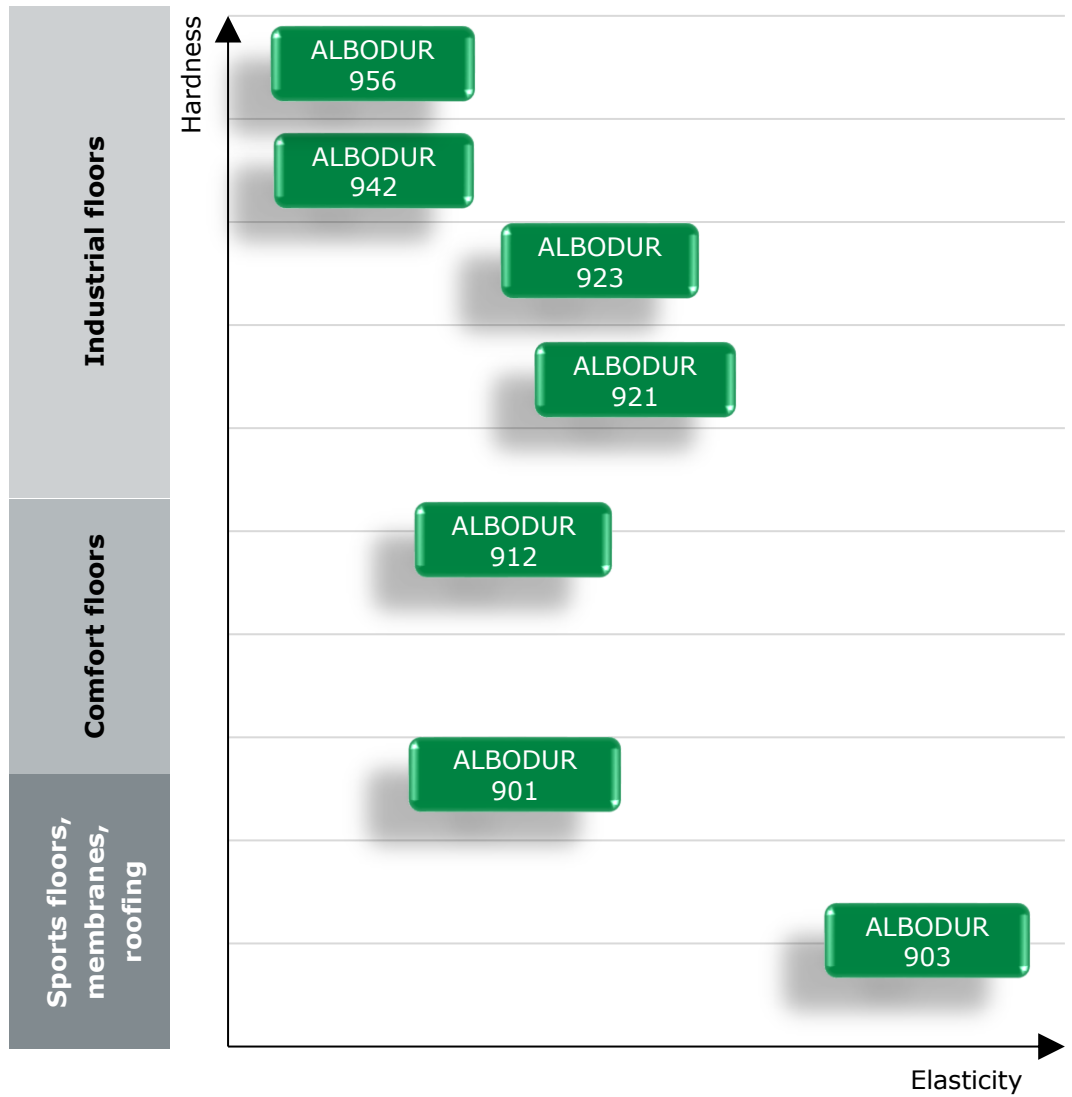 Hardness
Industrial floors
ALBODUR
956
ALBODUR
942
ALBODUR
923
ALBODUR
921
Comfort floors
ALBODUR
912
ALBODUR
901
Sports floors,
membranes,
roofing
ALBODUR
903
Elasticity